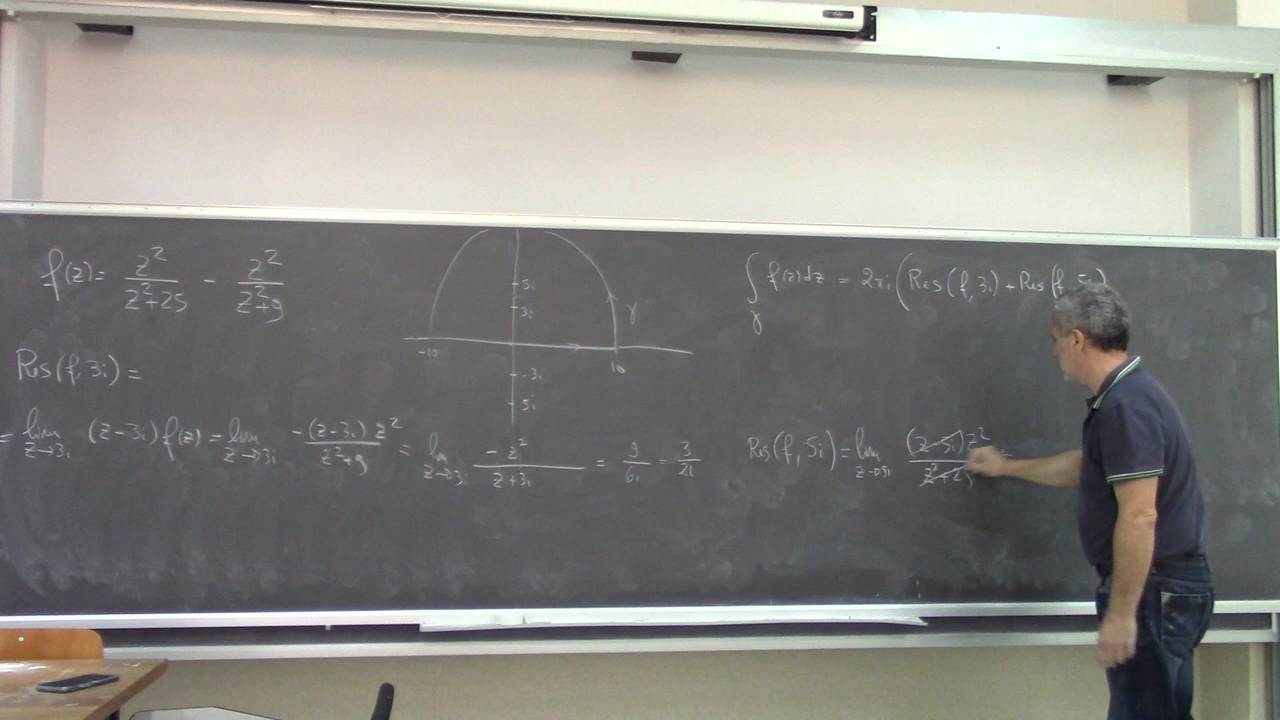 f(z) = z²/(z²+25) - z²/(z²+9)
5i
3i
γ
-10
10
-3i
5i
∫γ f(z)dz = 2πi(Res(f,3i) + Res(f,5i)
Res(f,3i) =
= lim z→3i (z-3i) f(z) = lim z→3i -(z-3i) z²/(z²+9) = lim z→3i -z²/(z+3i) = 9/6i = 3/2i
Res(f,5i) = lim z→5i (z-5i)z²/(z²+25) =